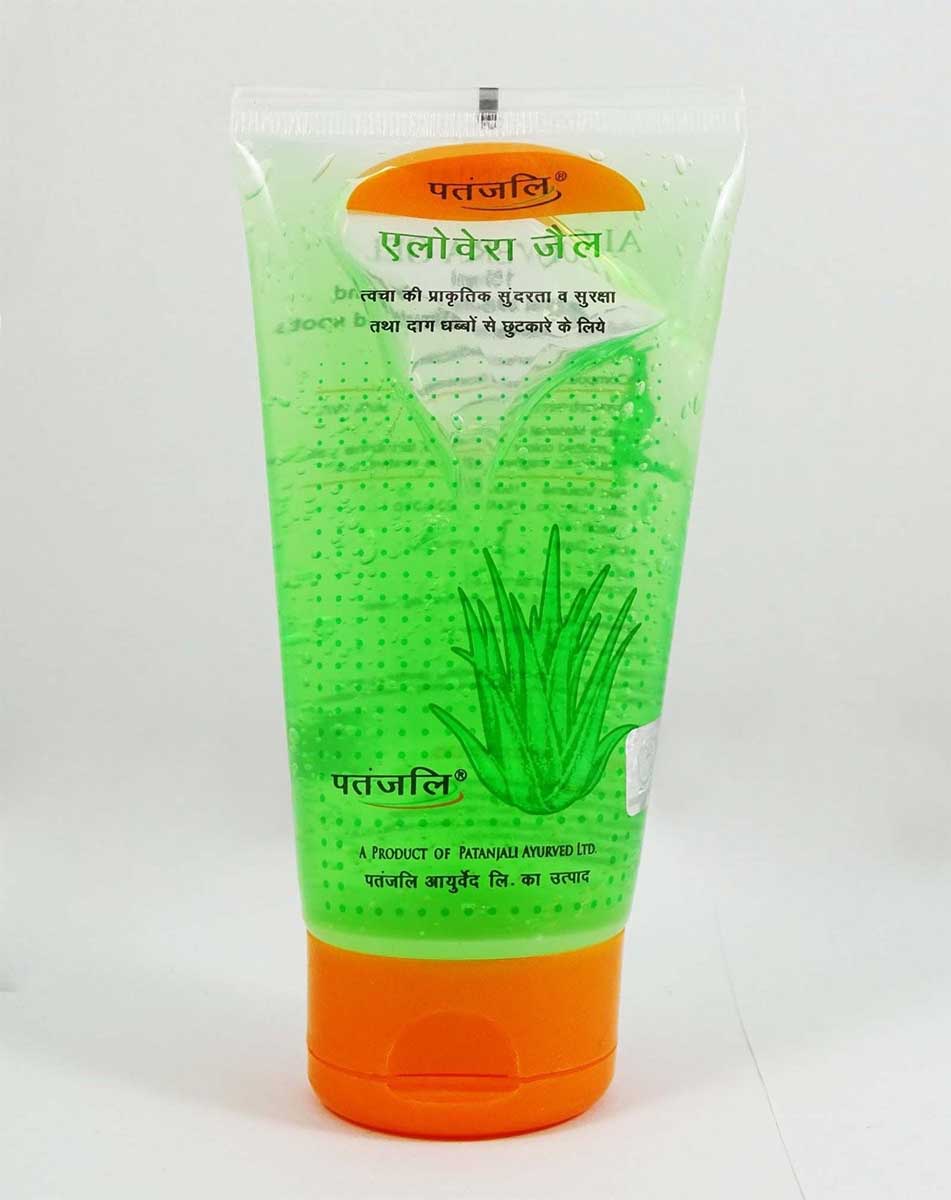 पतंजलि®
एलोवेरा जैल
त्वचा की प्राकृतिक सुंदरता व सुरक्षा
तथा दाग धब्बों से छुटकारे के लिये
पतंजलि®
A PRODUCT OF PATANJALI AYURVED LTD.
पतंजलि आयुर्वेद लि. का उत्पाद